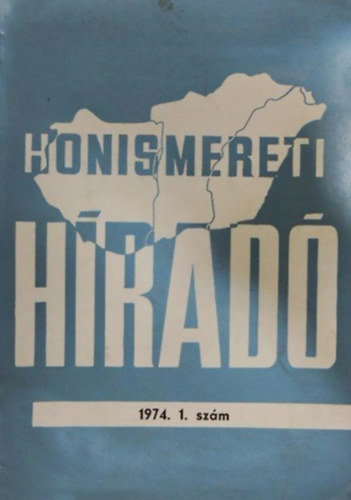 HONISMERETI
HÍRADÓ
1974. 1. szám